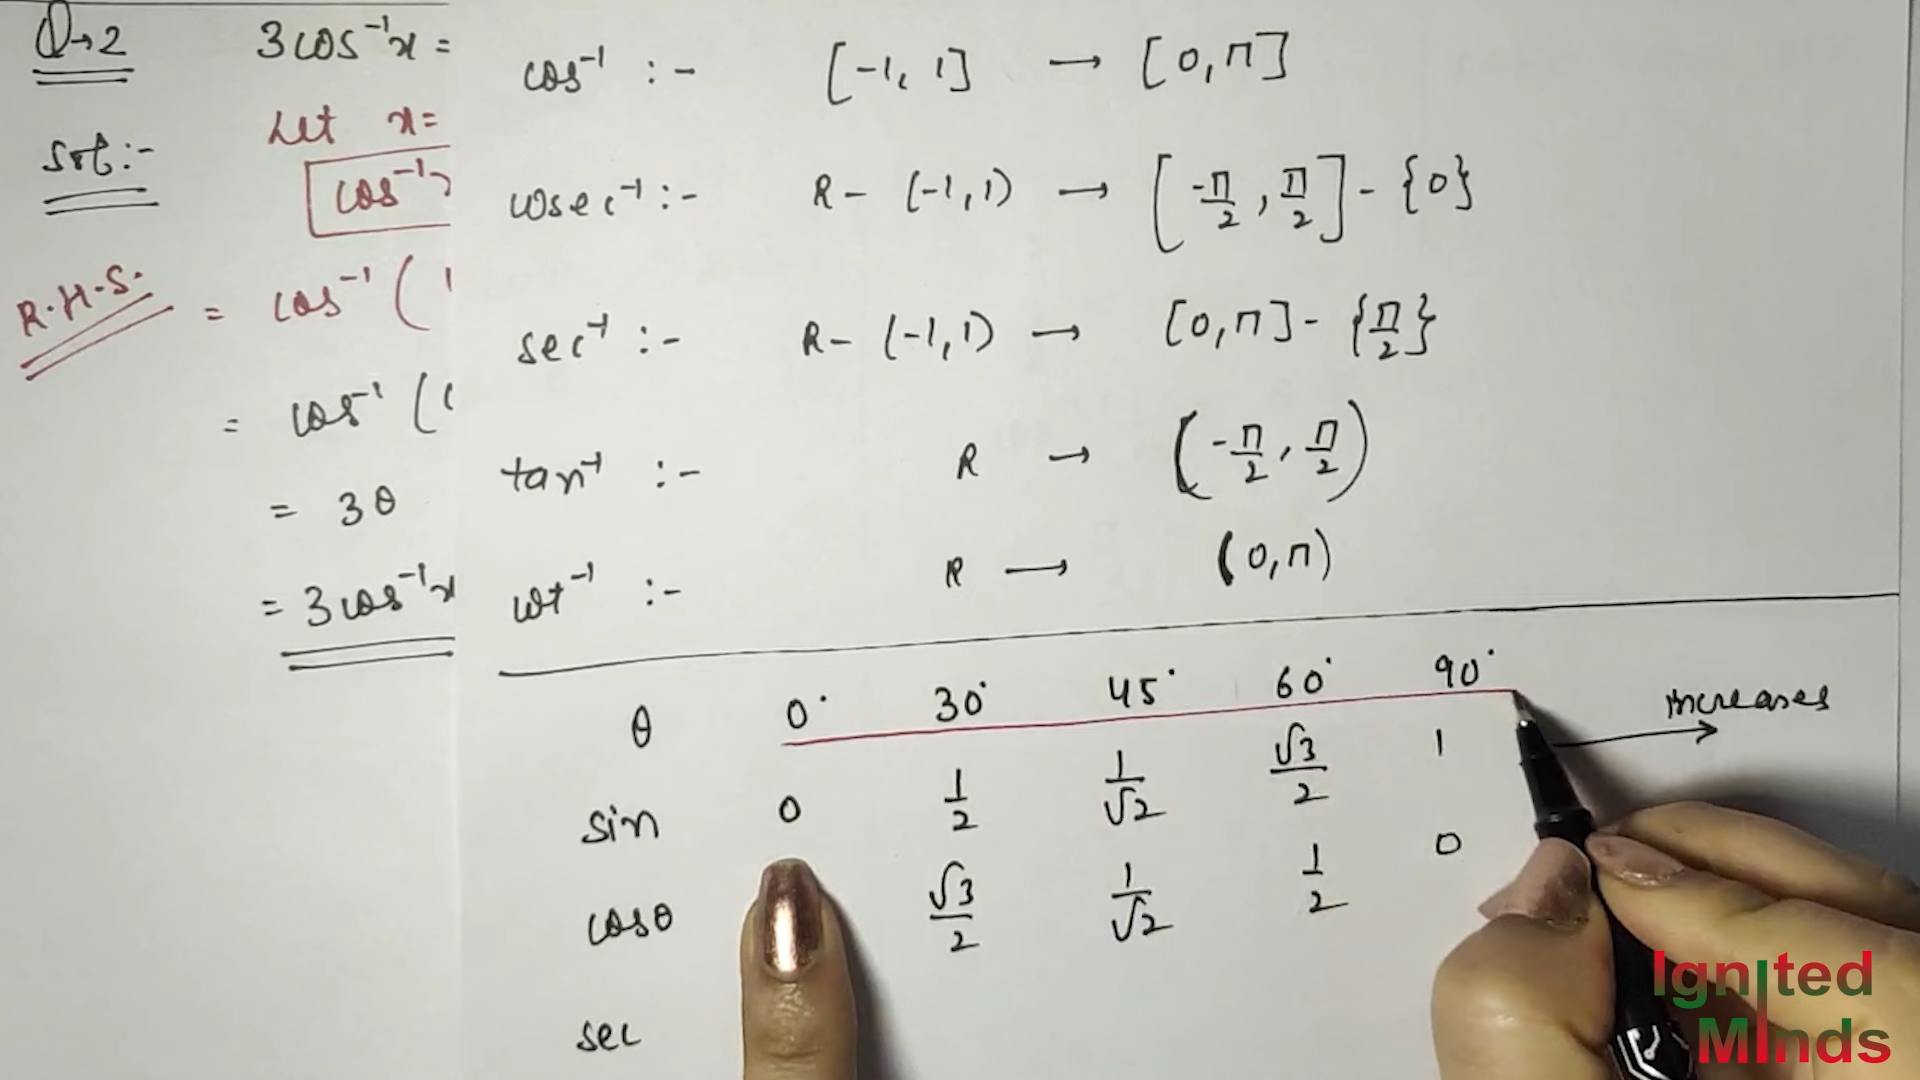 Q→2 3cos⁻¹x =
Sol:- Let x=
cos⁻¹
R.H.S. = cos⁻¹ (
= cos⁻¹ (
= 3θ
= 3cos⁻¹x
cos⁻¹ :- [-1, 1] → [0,π]
cosec⁻¹ :- R- (-1,1) → [-π/2, π/2] - {0}
sec⁻¹ :- R- (-1,1) → [0,π] - {π/2}
tan⁻¹ :- R → (-π/2, π/2)
cot⁻¹ :- R → (0,π)
θ 0° 30° 45° 60° 90° increases
sin 0 1/2 1/√2 √3/2 1
cosθ √3/2 1/√2 1/2 0
sec
Ignited
Minds